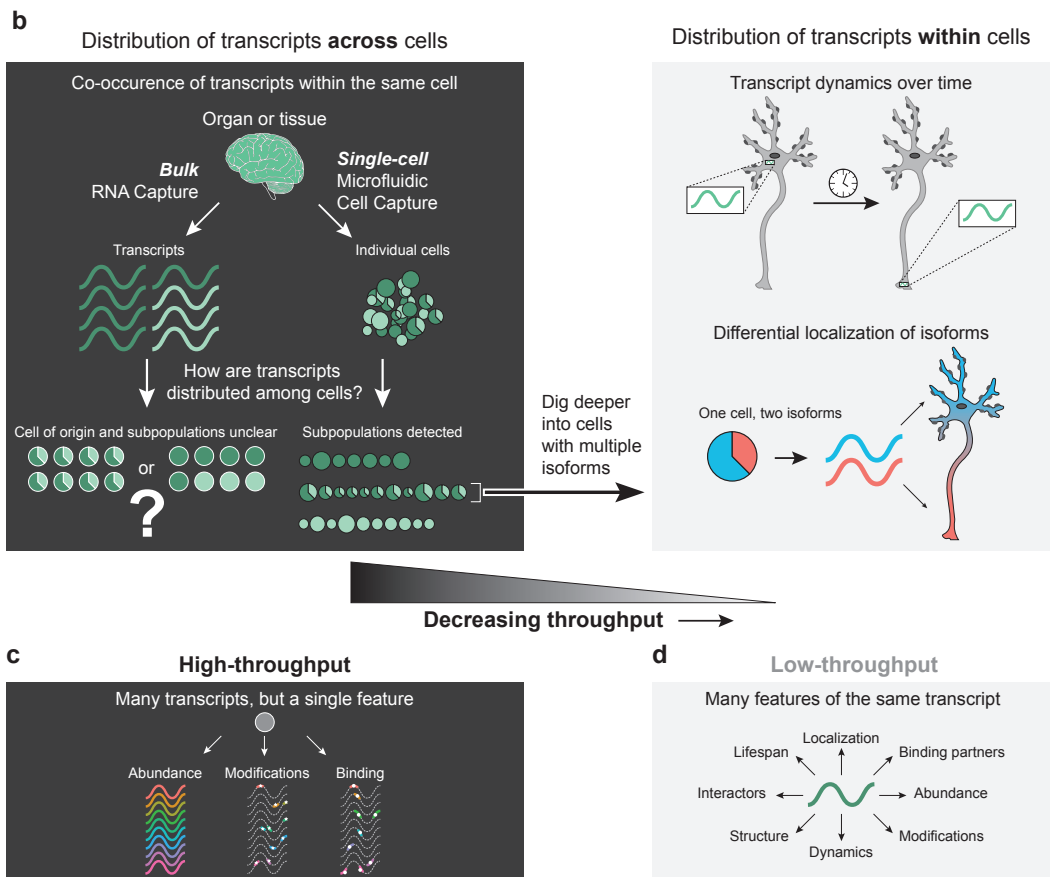 b
Distribution of transcripts across cells
Co-occurence of transcripts within the same cell
Organ or tissue
Bulk
RNA Capture
Single-cell
Microfluidic
Cell Capture
Transcripts
Individual cells
How are transcripts
distributed among cells?
Cell of origin and subpopulations unclear
or
?
Subpopulations detected
Dig deeper
into cells
with multiple
isoforms
Distribution of transcripts within cells
Transcript dynamics over time
Differential localization of isoforms
One cell, two isoforms
Decreasing throughput
c
High-throughput
Many transcripts, but a single feature
Abundance
Modifications
Binding
d
Low-throughput
Many features of the same transcript
Localization
Lifespan
Binding partners
Interactors
Abundance
Structure
Modifications
Dynamics